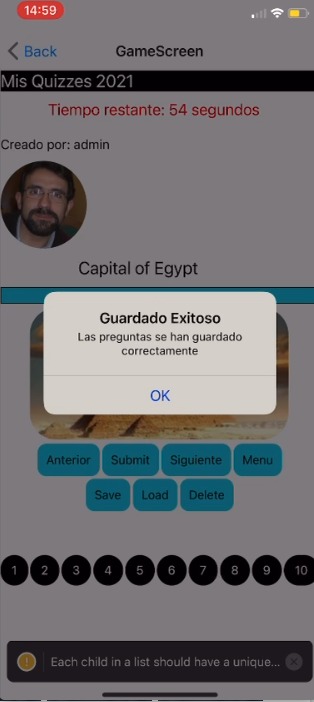 14:59
Back
GameScreen
Mis Quizzes 2021
Tiempo restante: 54 segundos
Creado por: admin
Capital of Egypt
Guardado Exitoso
Las preguntas se han guardado
correctamente
OK
Anterior Submit Siguiente Menu
Save Load Delete
1 2 3 4 5 6 7 8 9 10
! Each child in a list should have a unique...